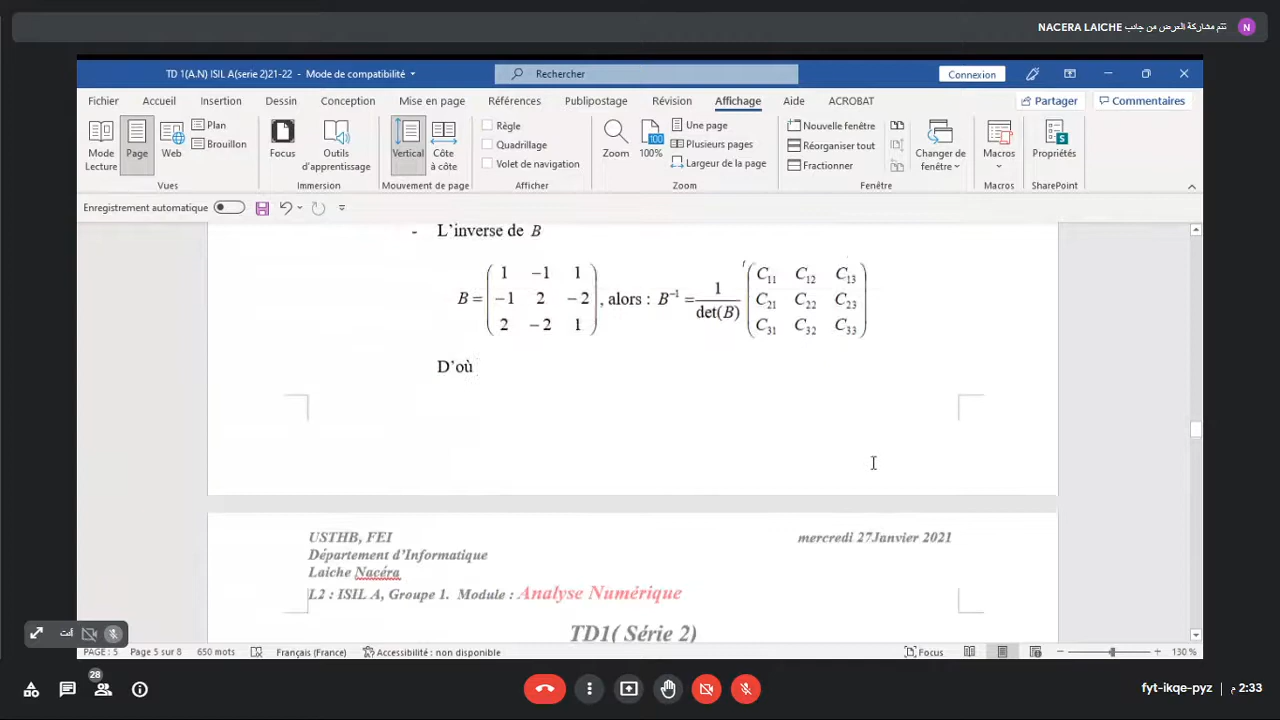 تتم مشاركة العرض من جانب NACERA LAICHE
N
TD 1(A.N) ISIL A(serie 2)21-22 - Mode de compatibilité
Rechercher
Connexion
Fichier Accueil Insertion Dessin Conception Mise en page Références Publipostage Révision Affichage Aide ACROBAT
Partager Commentaires
Mode Lecture
Page
Web
Plan
Brouillon
Vues
Focus
Outils d'apprentissage
Immersion
Vertical
Côte à côte
Mouvement de page
Règle
Quadrillage
Volet de navigation
Afficher
Zoom
100
100%
Une page
Plusieurs pages
Largeur de la page
Zoom
Nouvelle fenêtre
Réorganiser tout
Fractionner
Changer de fenêtre
Fenêtre
Macros
Macros
S
Propriétés
SharePoint
Enregistrement automatique
- L'inverse de B
1 -1 1
B = -1 2 -2 , alors : B⁻¹ = 1/det(B)
2 -2 1
t
C11 C12 C13
C21 C22 C23
C31 C32 C33
D'où
USTHB, FEI mercredi 27Janvier 2021
Département d'Informatique
Laiche Nacéra
L2 : ISIL A, Groupe 1. Module : Analyse Numérique
TD1( Série 2)
أنت
PAGE : 5 Page 5 sur 8 650 mots Français (France) Accessibilité : non disponible Focus 130 %
28
fyt-ikqe-pyz | 2:33 م